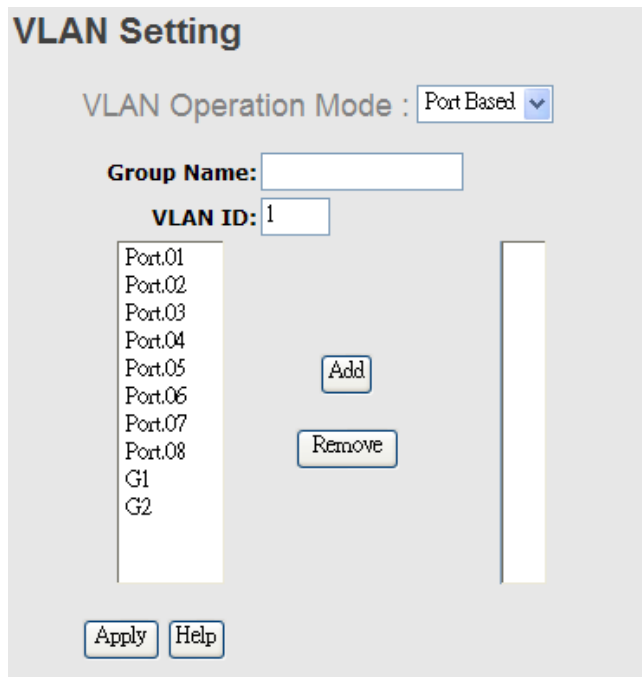 VLAN Setting
VLAN Operation Mode : Port Based
Group Name:
VLAN ID: 1
Port.01
Port.02
Port.03
Port.04
Port.05
Port.06
Port.07
Port.08
G1
G2
Add
Remove
Apply Help